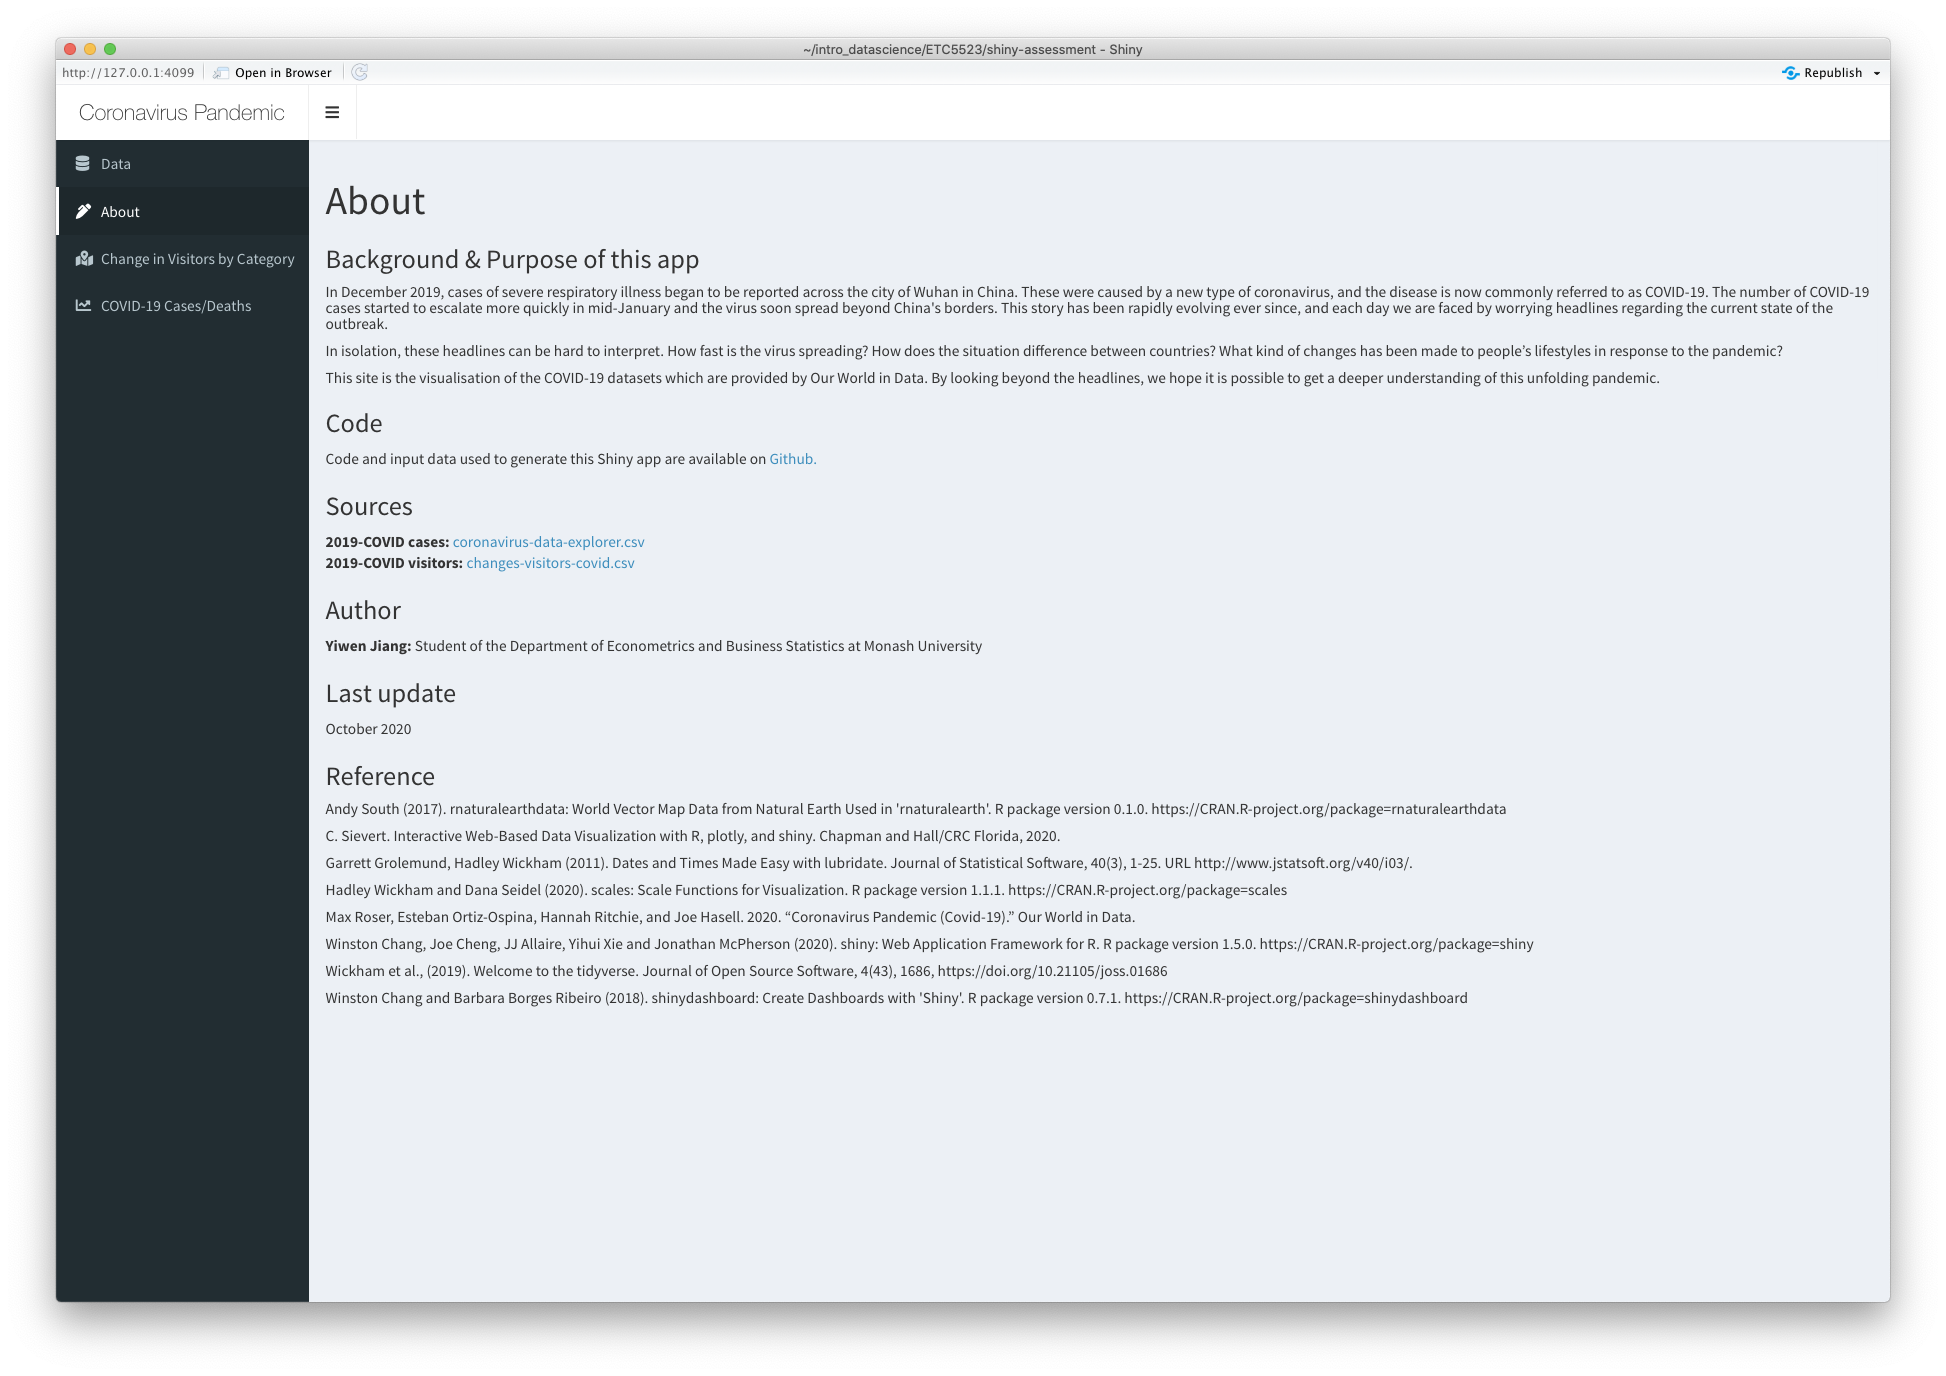 ~/intro_datascience/ETC5523/shiny-assessment - Shiny
http://127.0.0.1:4099 Open in Browser Republish
Coronavirus Pandemic
Data
About
Change in Visitors by Category
COVID-19 Cases/Deaths
About
Background & Purpose of this app
In December 2019, cases of severe respiratory illness began to be reported across the city of Wuhan in China. These were caused by a new type of coronavirus, and the disease is now commonly referred to as COVID-19. The number of COVID-19
cases started to escalate more quickly in mid-January and the virus soon spread beyond China's borders. This story has been rapidly evolving ever since, and each day we are faced by worrying headlines regarding the current state of the
outbreak.
In isolation, these headlines can be hard to interpret. How fast is the virus spreading? How does the situation difference between countries? What kind of changes has been made to people’s lifestyles in response to the pandemic?
This site is the visualisation of the COVID-19 datasets which are provided by Our World in Data. By looking beyond the headlines, we hope it is possible to get a deeper understanding of this unfolding pandemic.
Code
Code and input data used to generate this Shiny app are available on Github.
Sources
2019-COVID cases: coronavirus-data-explorer.csv
2019-COVID visitors: changes-visitors-covid.csv
Author
Yiwen Jiang: Student of the Department of Econometrics and Business Statistics at Monash University
Last update
October 2020
Reference
Andy South (2017). rnaturalearthdata: World Vector Map Data from Natural Earth Used in 'rnaturalearth'. R package version 0.1.0. https://CRAN.R-project.org/package=rnaturalearthdata
C. Sievert. Interactive Web-Based Data Visualization with R, plotly, and shiny. Chapman and Hall/CRC Florida, 2020.
Garrett Grolemund, Hadley Wickham (2011). Dates and Times Made Easy with lubridate. Journal of Statistical Software, 40(3), 1-25. URL http://www.jstatsoft.org/v40/i03/.
Hadley Wickham and Dana Seidel (2020). scales: Scale Functions for Visualization. R package version 1.1.1. https://CRAN.R-project.org/package=scales
Max Roser, Esteban Ortiz-Ospina, Hannah Ritchie, and Joe Hasell. 2020. “Coronavirus Pandemic (Covid-19).” Our World in Data.
Winston Chang, Joe Cheng, JJ Allaire, Yihui Xie and Jonathan McPherson (2020). shiny: Web Application Framework for R. R package version 1.5.0. https://CRAN.R-project.org/package=shiny
Wickham et al., (2019). Welcome to the tidyverse. Journal of Open Source Software, 4(43), 1686, https://doi.org/10.21105/joss.01686
Winston Chang and Barbara Borges Ribeiro (2018). shinydashboard: Create Dashboards with 'Shiny'. R package version 0.7.1. https://CRAN.R-project.org/package=shinydashboard